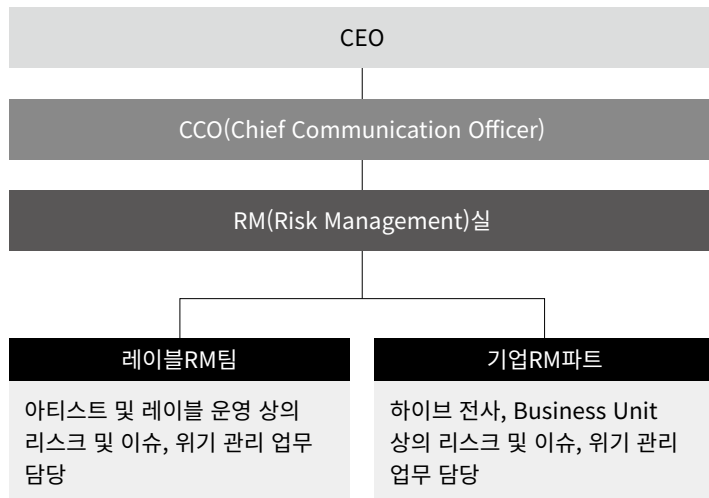 CEO
CCO(Chief Communication Officer)
RM(Risk Management)실
레이블RM팀
아티스트 및 레이블 운영 상의
리스크 및 이슈, 위기 관리 업무
담당
기업RM파트
하이브 전사, Business Unit
상의 리스크 및 이슈, 위기 관리
업무 담당